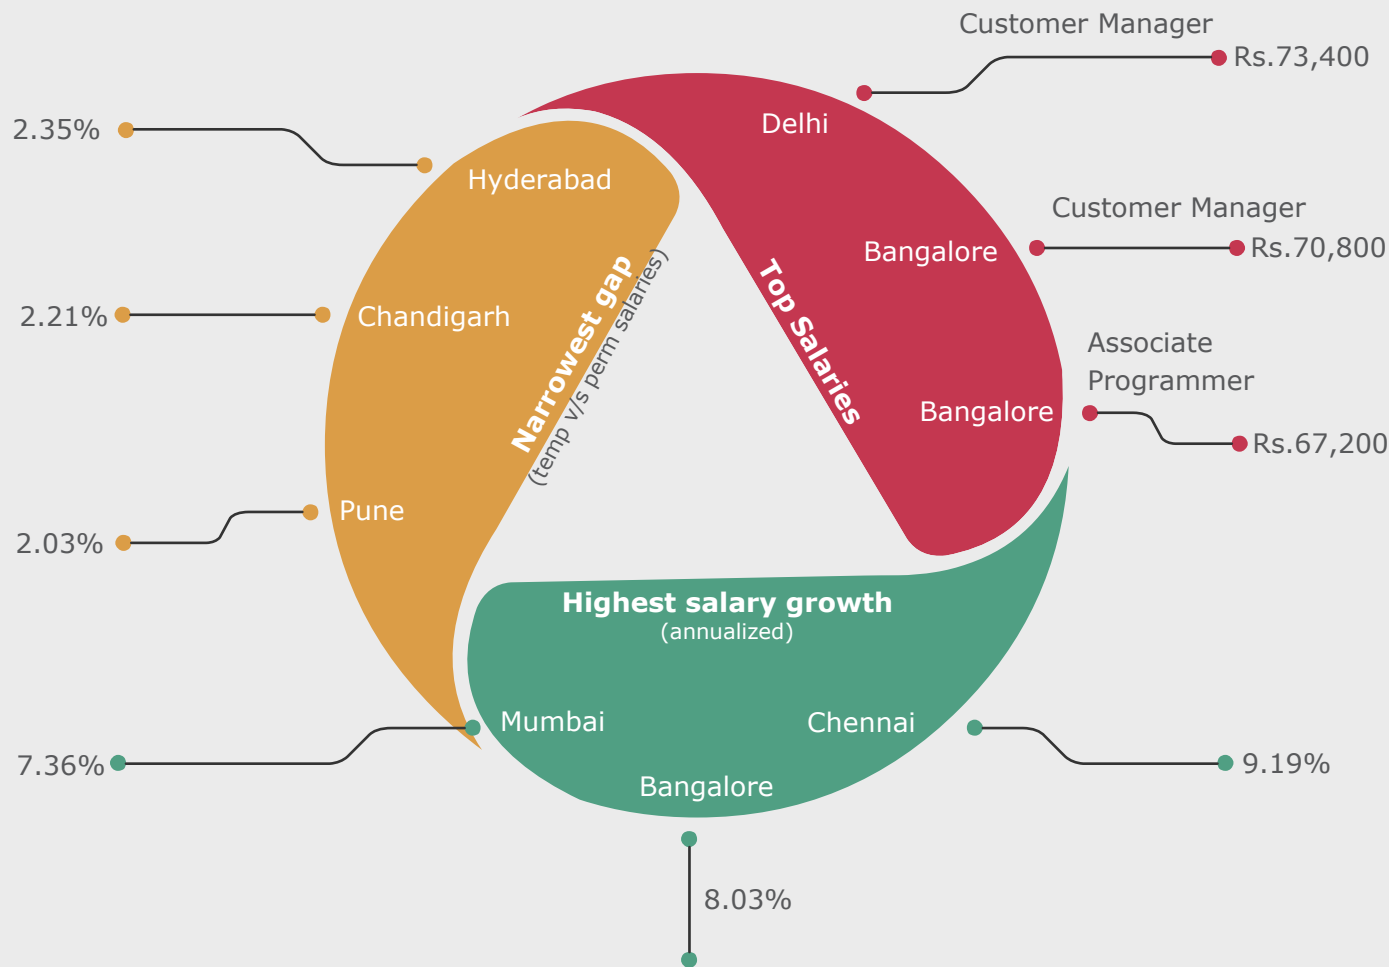 Customer Manager
Rs.73,400
Delhi
2.35%
Hyderabad
Customer Manager
Bangalore
Rs.70,800
Narrowest gap
(temp v/s perm salaries)
Top Salaries
2.21%
Chandigarh
Associate
Programmer
Bangalore
Rs.67,200
Pune
2.03%
Highest salary growth
(annualized)
Mumbai
Chennai
7.36%
9.19%
Bangalore
8.03%